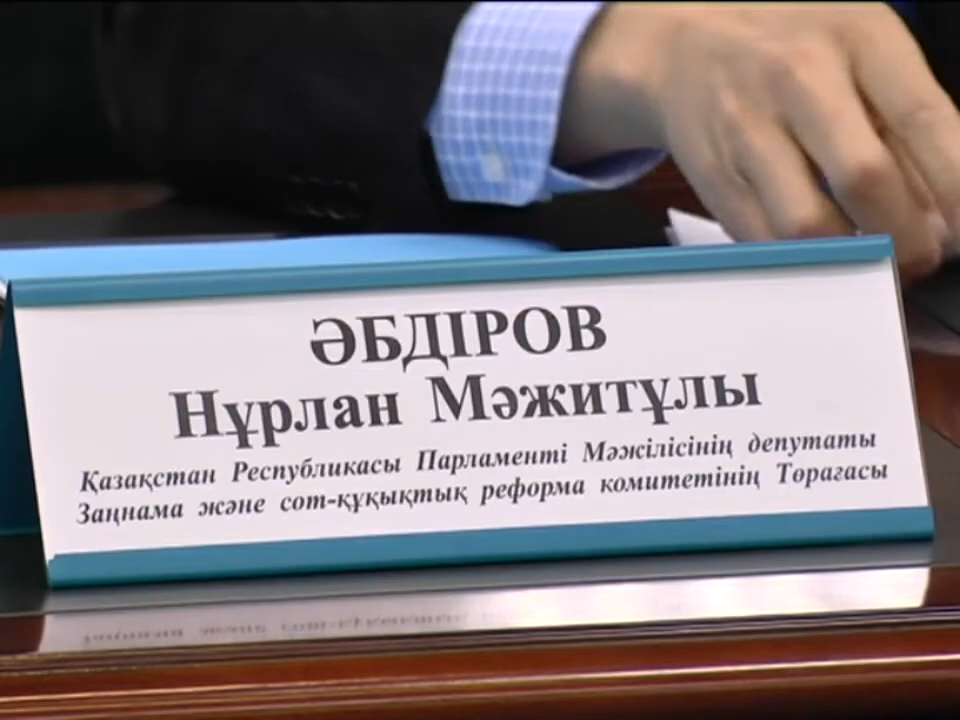 ӘБДІРОВ
Нұрлан Мәжитұлы
Қазақстан Республикасы Парламенті Мәжілісінің депутаты
Заңнама және сот-құқықтық реформа комитетінің Төрағасы